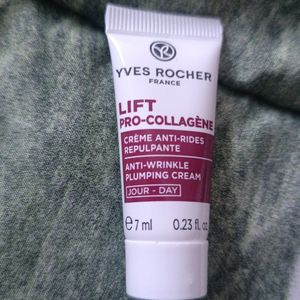 YR
YVES ROCHER
FRANCE
LIFT
PRO-COLLAGÈNE
CRÈME ANTI-RIDES
REPULPANTE
ANTI-WRINKLE
PLUMPING CREAM
JOUR - DAY
℮ 7 ml 0.23 fl. oz